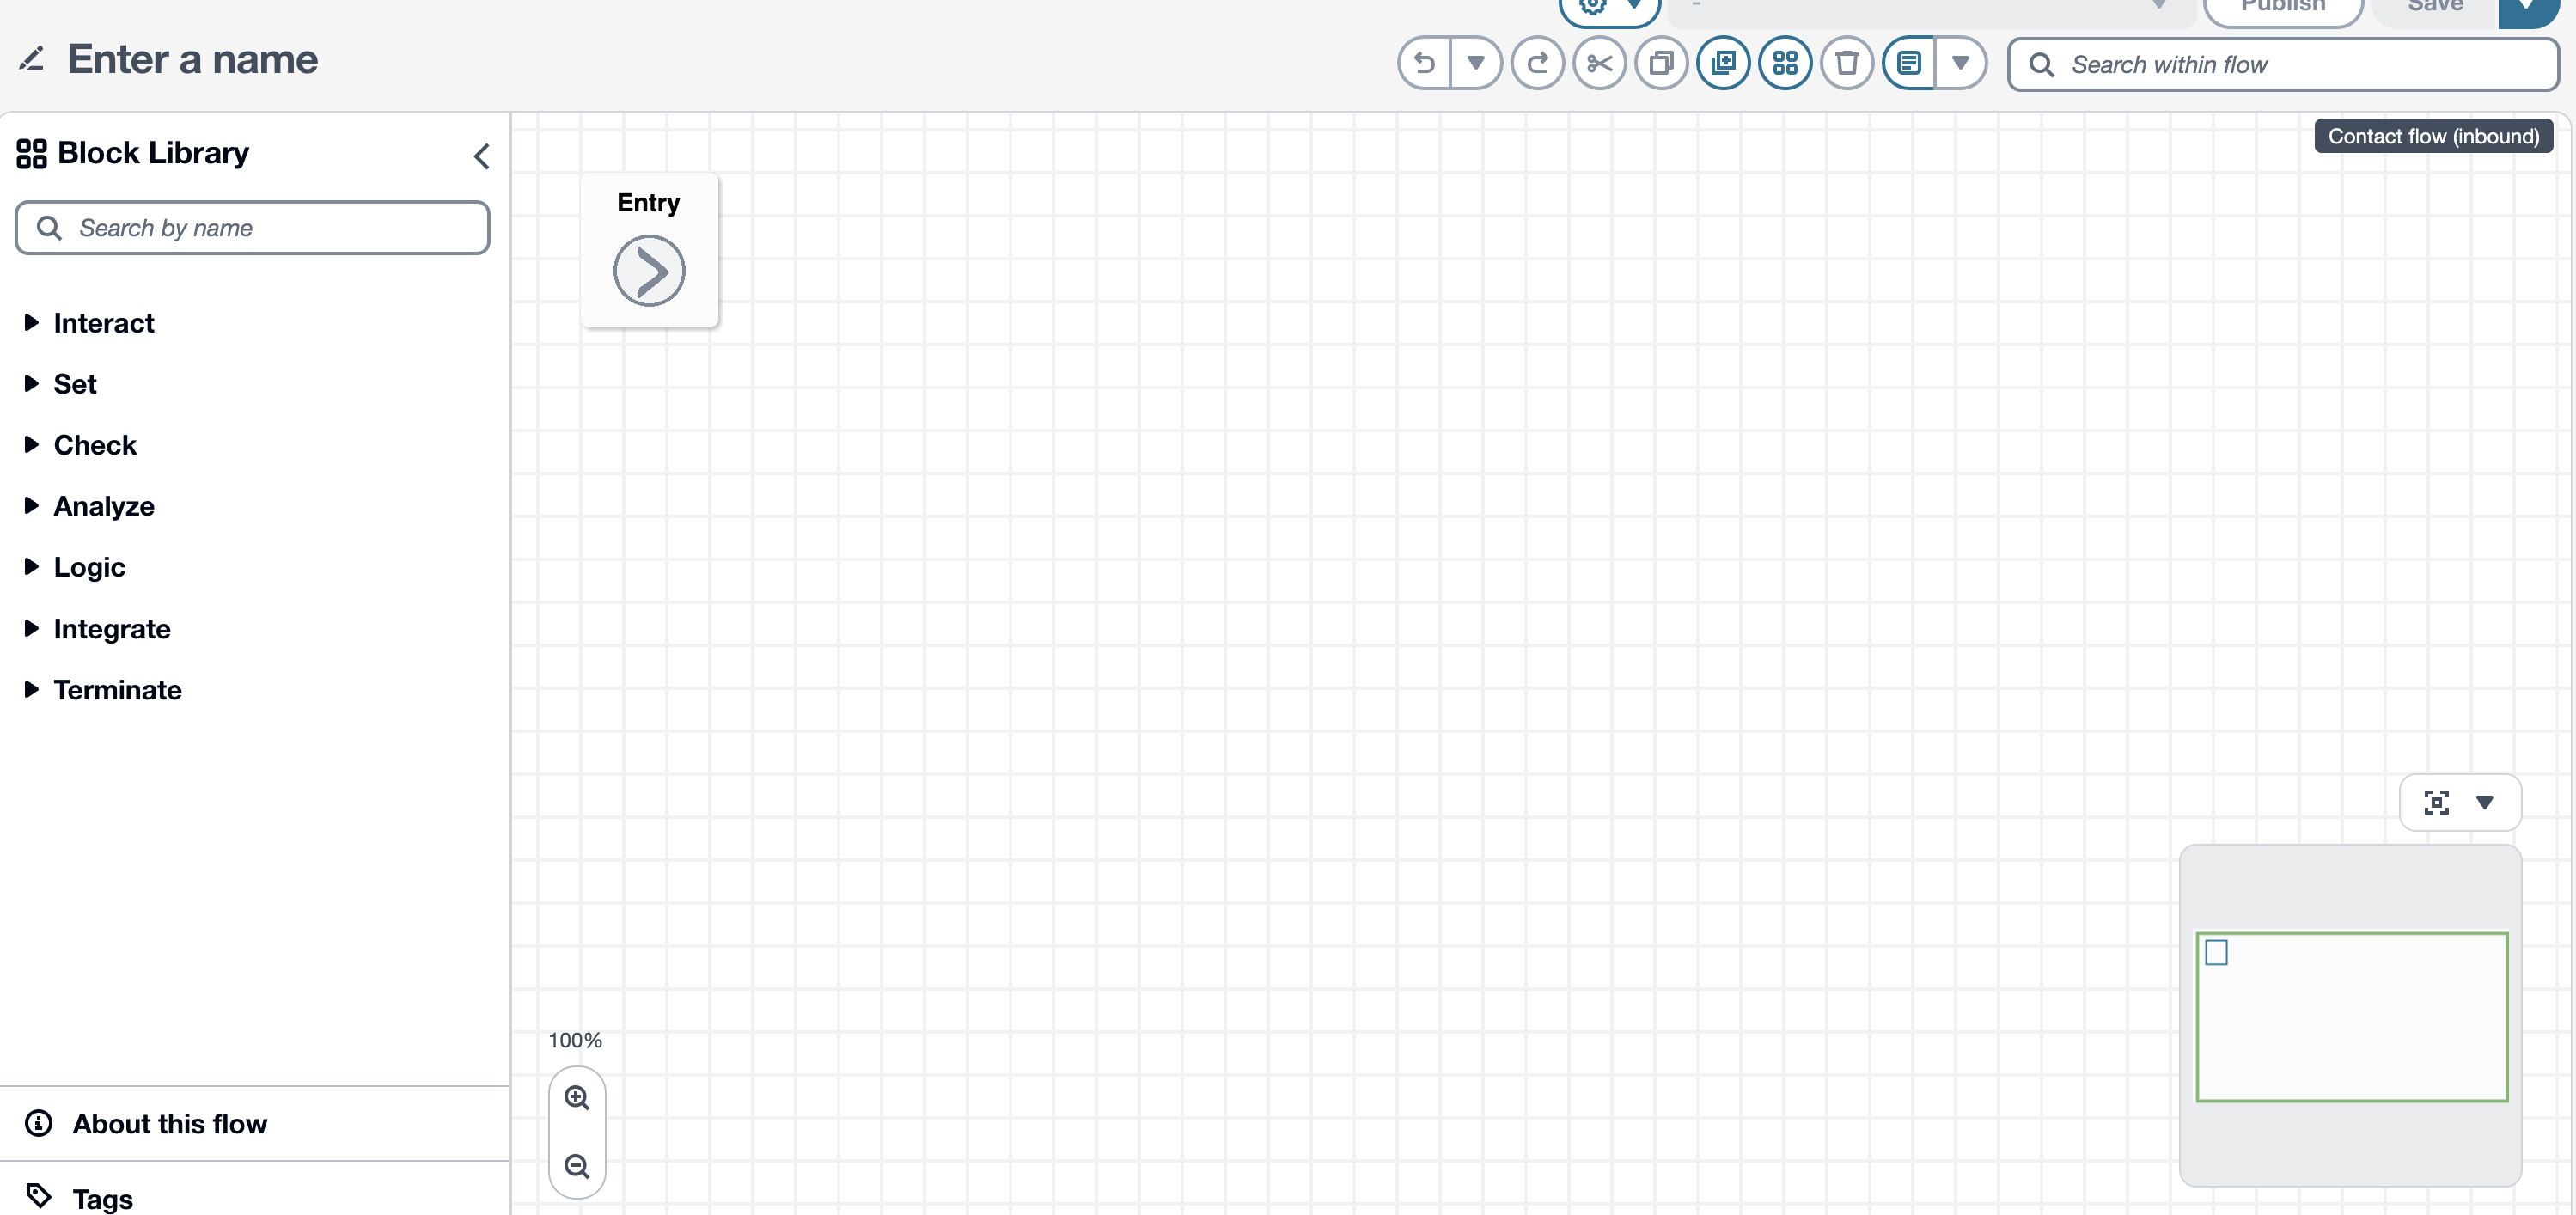 Publish
Save
Enter a name
Search within flow
Block Library
Contact flow (inbound)
Entry
Search by name
Interact
Set
Check
Analyze
Logic
Integrate
Terminate
100%
About this flow
Tags